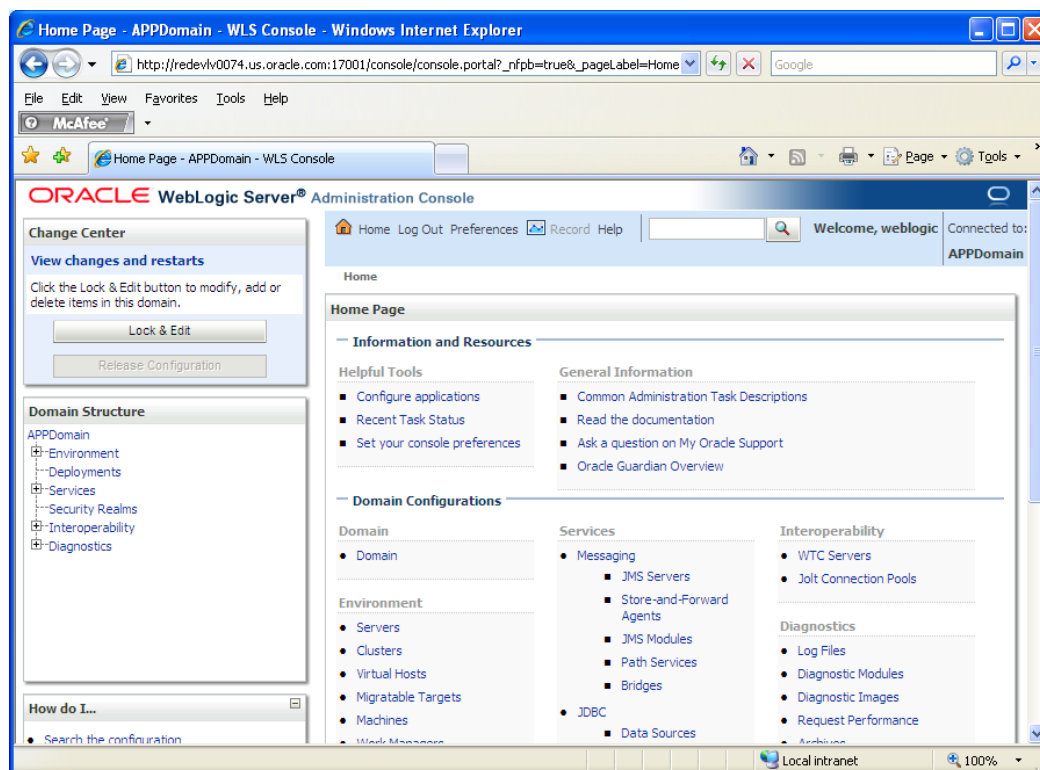 Home Page - APPDomain - WLS Console - Windows Internet Explorer
http://redevlv0074.us.oracle.com:17001/console/console.portal?_nfpb=true&_pageLabel=Home
Google
File Edit View Favorites Tools Help
McAfee
Home Page - APPDomain - WLS Console
Page
Tools
ORACLE WebLogic Server® Administration Console
Change Center
View changes and restarts
Click the Lock & Edit button to modify, add or
delete items in this domain.
Lock & Edit
Release Configuration
Domain Structure
APPDomain
Environment
Deployments
Services
Security Realms
Interoperability
Diagnostics
How do I...
Search the configuration
Home Log Out Preferences Record Help
Welcome, weblogic
Connected to:
APPDomain
Home
Home Page
Information and Resources
Helpful Tools
Configure applications
Recent Task Status
Set your console preferences
General Information
Common Administration Task Descriptions
Read the documentation
Ask a question on My Oracle Support
Oracle Guardian Overview
Domain Configurations
Domain
Domain
Environment
Servers
Clusters
Virtual Hosts
Migratable Targets
Machines
Work Managers
Services
Messaging
JMS Servers
Store-and-Forward
Agents
JMS Modules
Path Services
Bridges
JDBC
Data Sources
Interoperability
WTC Servers
Jolt Connection Pools
Diagnostics
Log Files
Diagnostic Modules
Diagnostic Images
Request Performance
Archives
Local intranet
100%